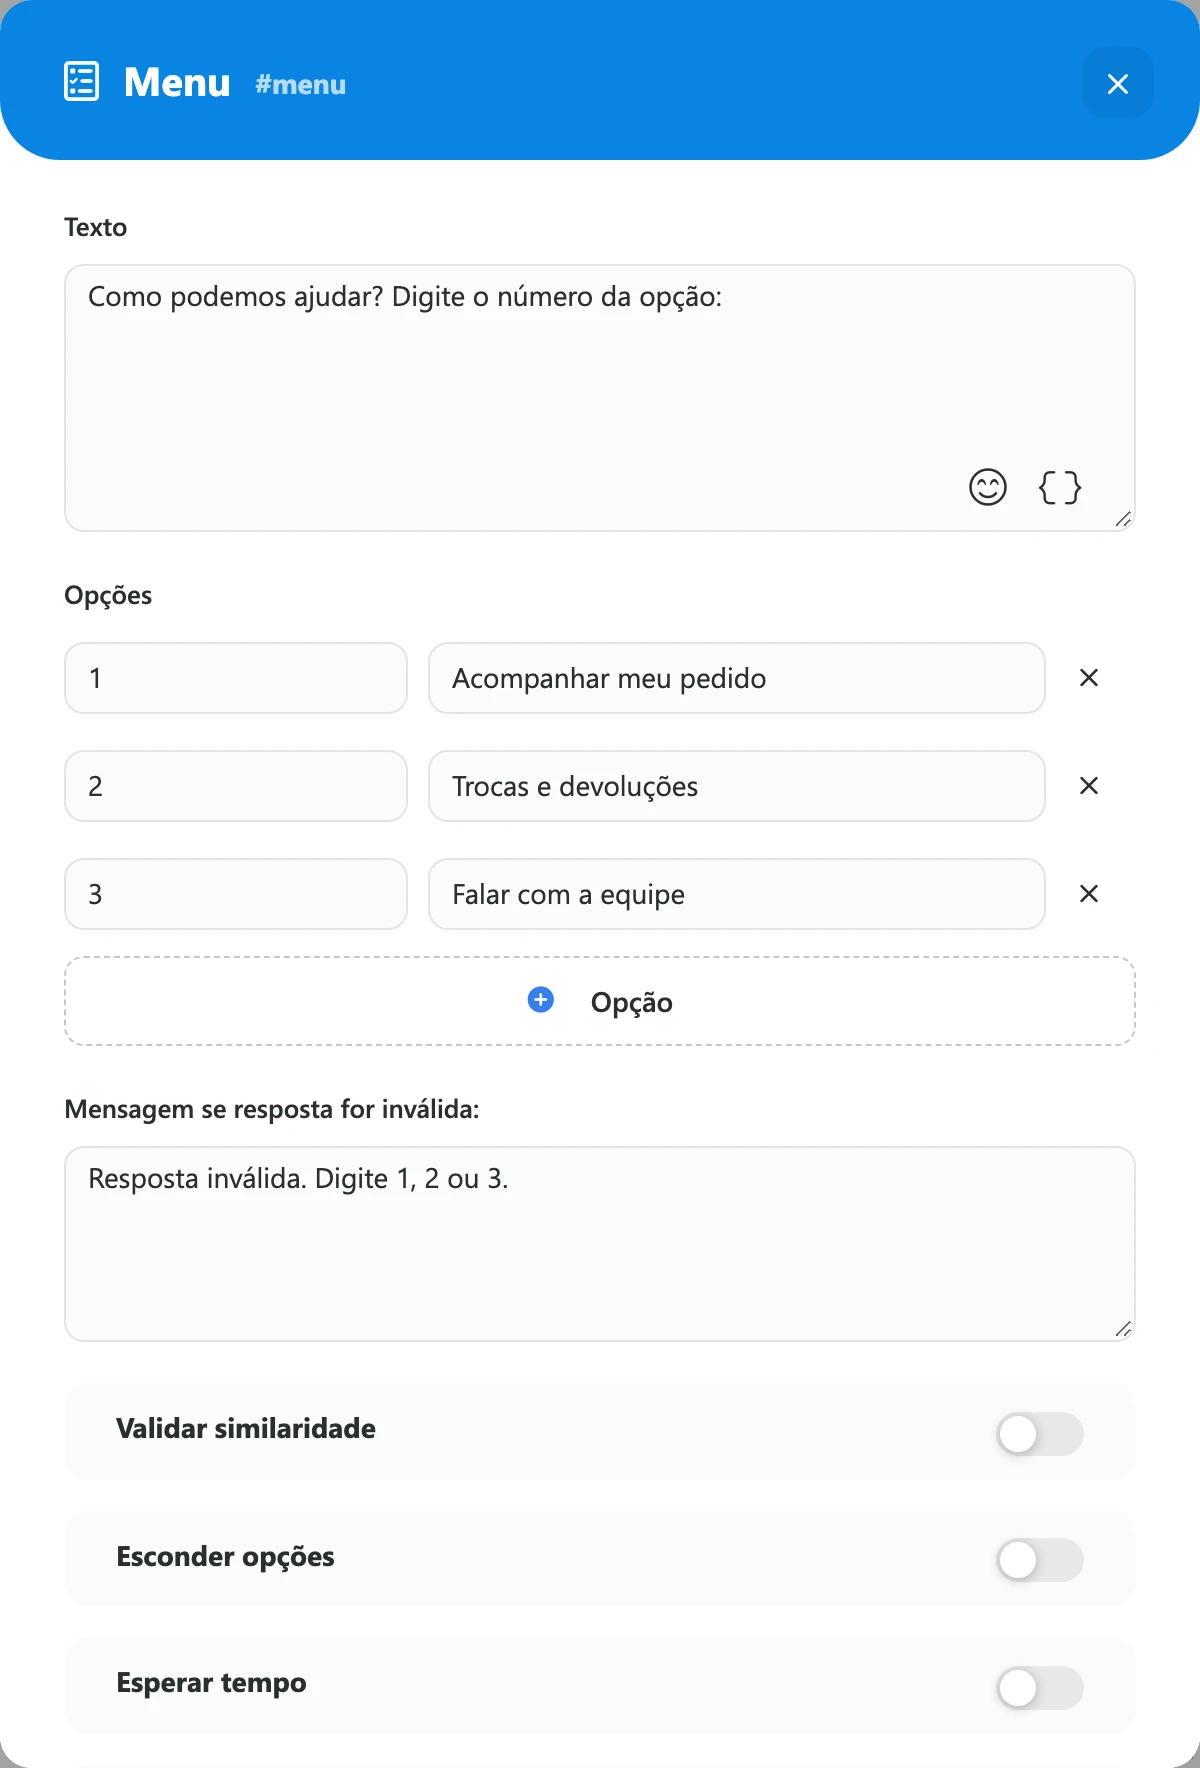 Menu #menu
Texto
Como podemos ajudar? Digite o número da opção:
Opções
1 Acompanhar meu pedido
2 Trocas e devoluções
3 Falar com a equipe
Opção
Mensagem se resposta for inválida:
Resposta inválida. Digite 1, 2 ou 3.
Validar similaridade
Esconder opções
Esperar tempo